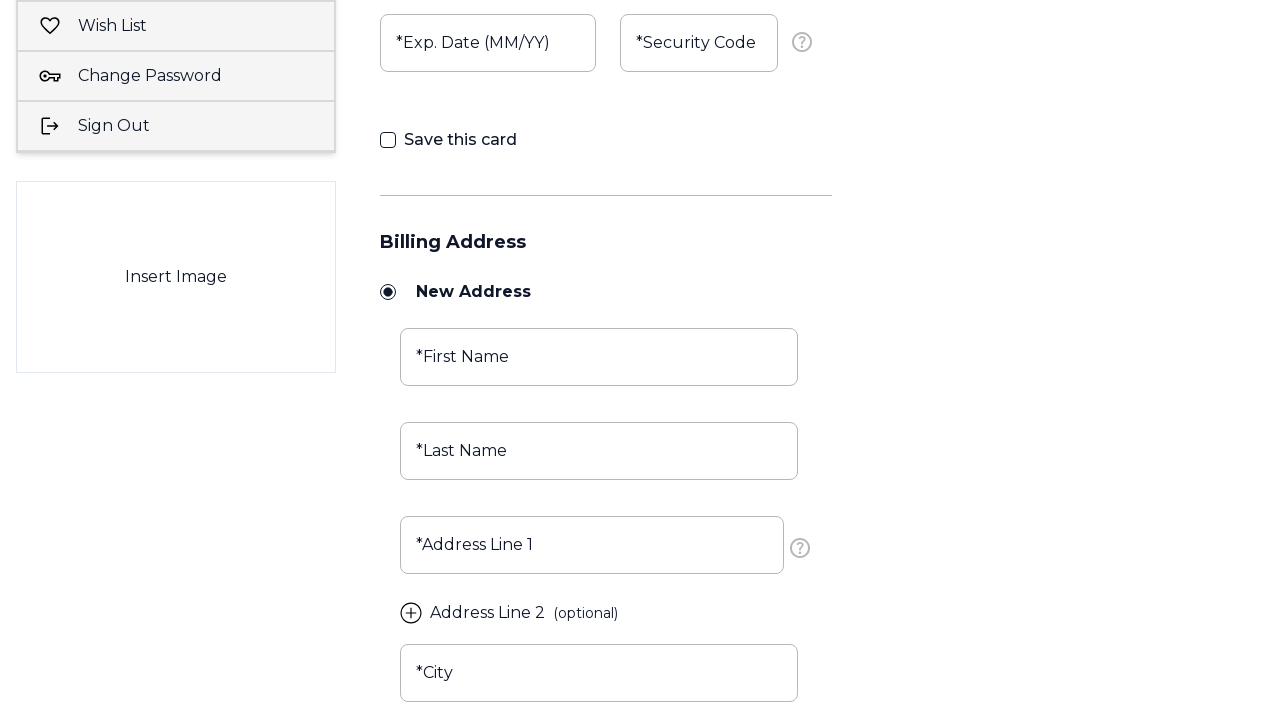 Wish List
Change Password
Sign Out
Insert Image
*Exp. Date (MM/YY)
*Security Code
Save this card
Billing Address
New Address
*First Name
*Last Name
*Address Line 1
Address Line 2 (optional)
*City